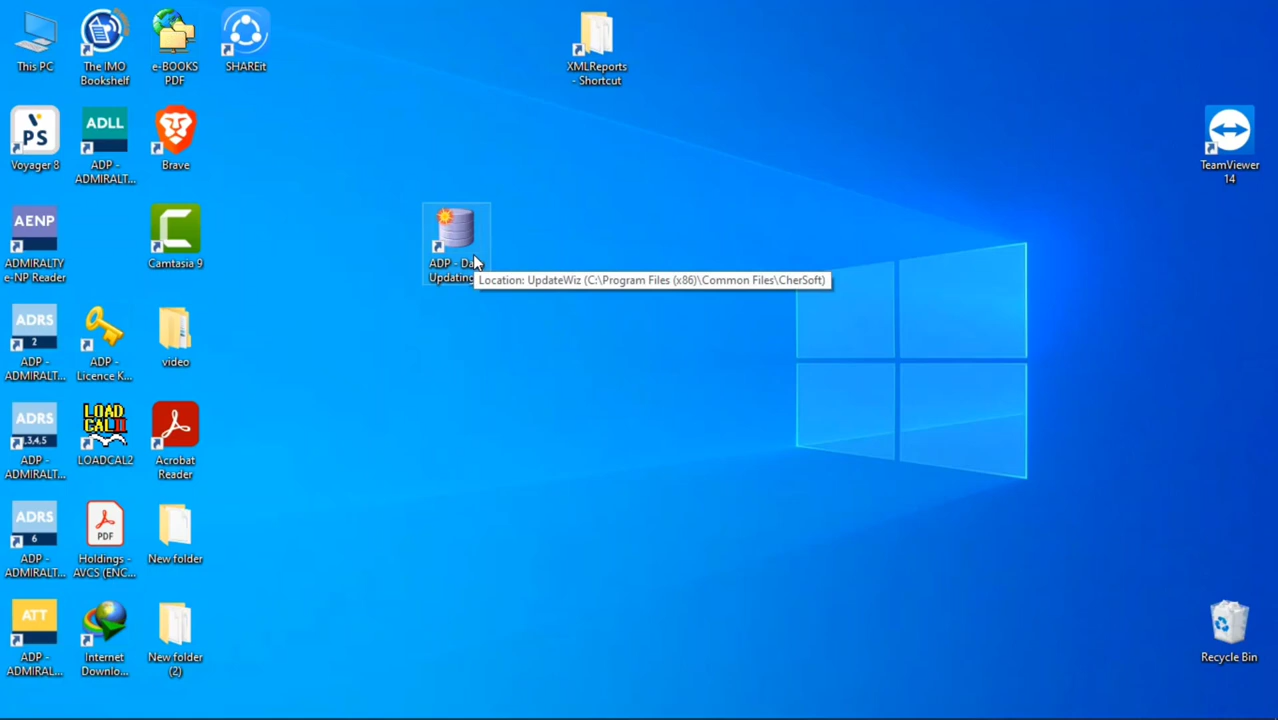 This PC
The IMO
Bookshelf
e-BOOKS
PDF
SHAREit
XMLReports
- Shortcut
PS
Voyager 8
ADLL
ADP -
ADMIRALT...
Brave
TeamViewer
14
AENP
ADMIRALTY
e-NP Reader
Camtasia 9
ADP - Da
Updating
Location: UpdateWiz (C:\Program Files (x86)\Common Files\CherSoft)
ADRS
2
ADP -
ADMIRALT...
ADP -
Licence K...
video
ADRS
1,3,4,5
ADP -
ADMIRALT...
LOAD
CALII
LOADCAL2
Acrobat
Reader
ADRS
6
ADP -
ADMIRALT...
PDF
Holdings -
AVCS (ENC...
New folder
ATT
ADP -
ADMIRAL...
Internet
Downlo...
New folder
(2)
Recycle Bin